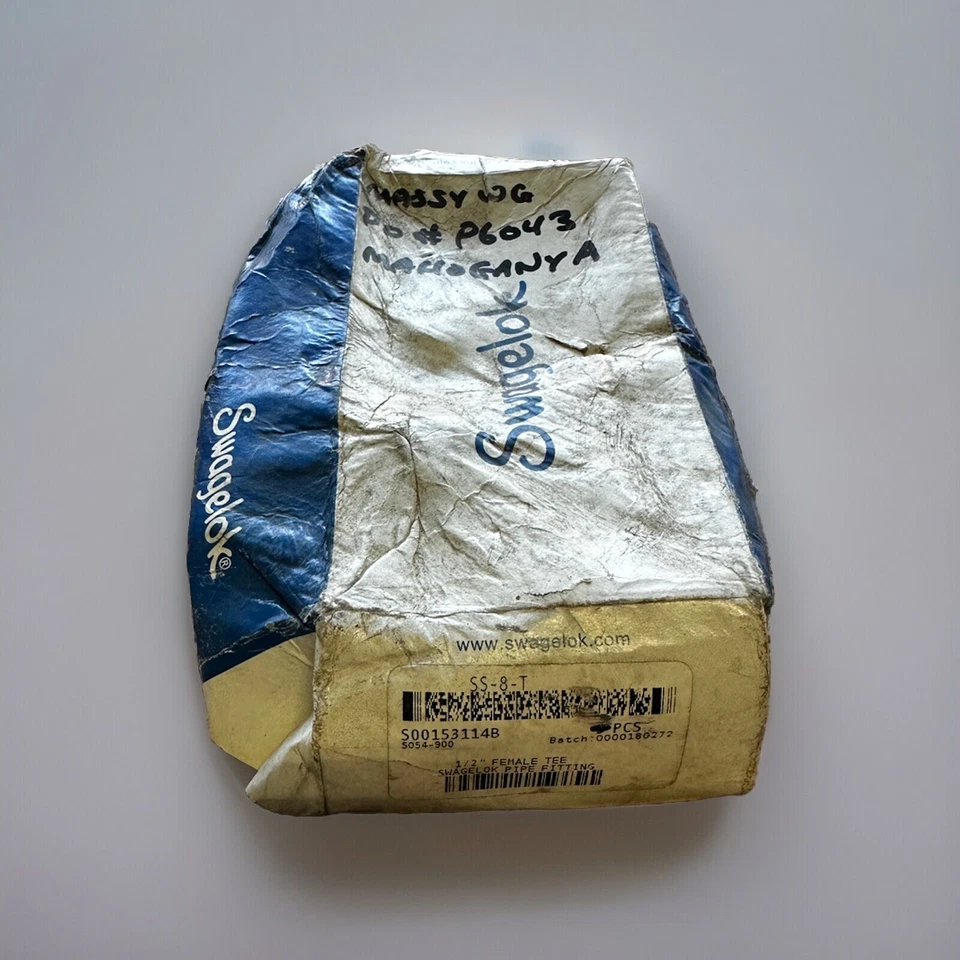 MASSY WG
PO# P6043
MAHOGANY A
Swagelok
Swagelok®
www.swagelok.com
SS-8-T
S00153114B
PCS
5054-900
Batch:0000180272
1/2" FEMALE TEE
SWAGELOK PIPE FITTING